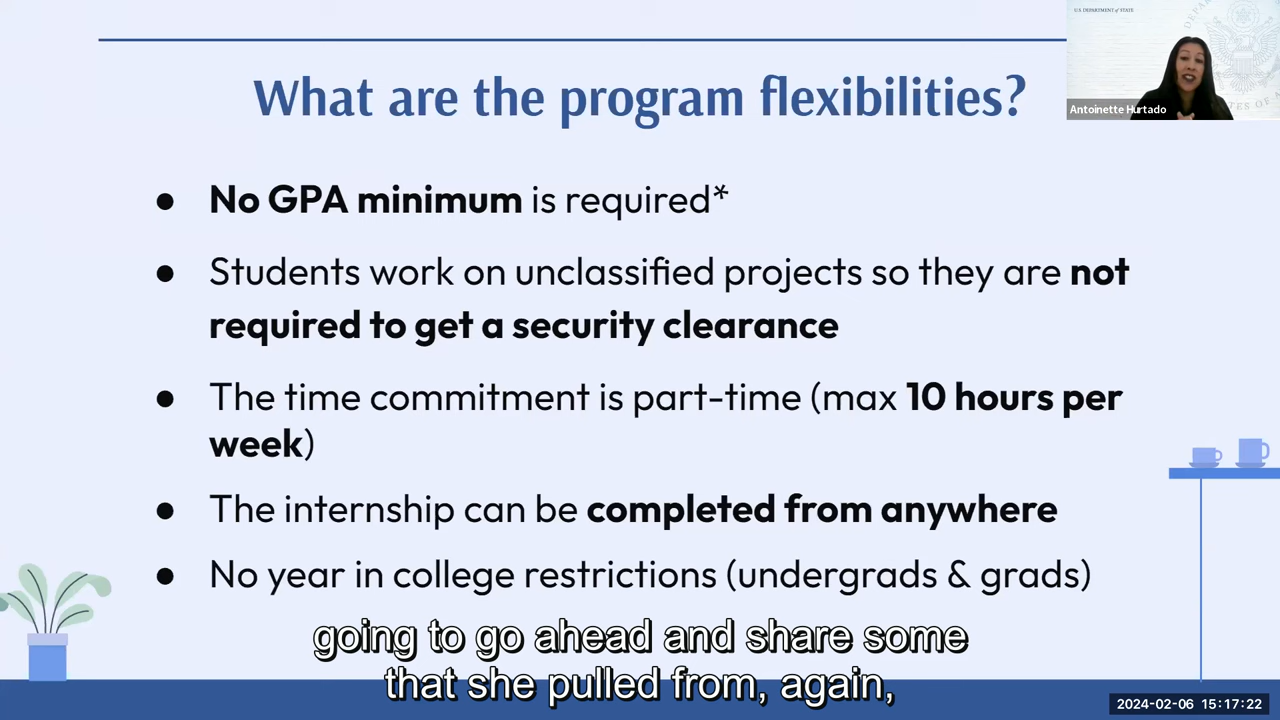 U.S. DEPARTMENT of STATE
What are the program flexibilities?
Antoinette Hurtado
● No GPA minimum is required*
● Students work on unclassified projects so they are not
required to get a security clearance
● The time commitment is part-time (max 10 hours per
week)
● The internship can be completed from anywhere
● No year in college restrictions (undergrads & grads)
going to go ahead and share some
that she pulled from, again,
2024-02-06 15:17:22